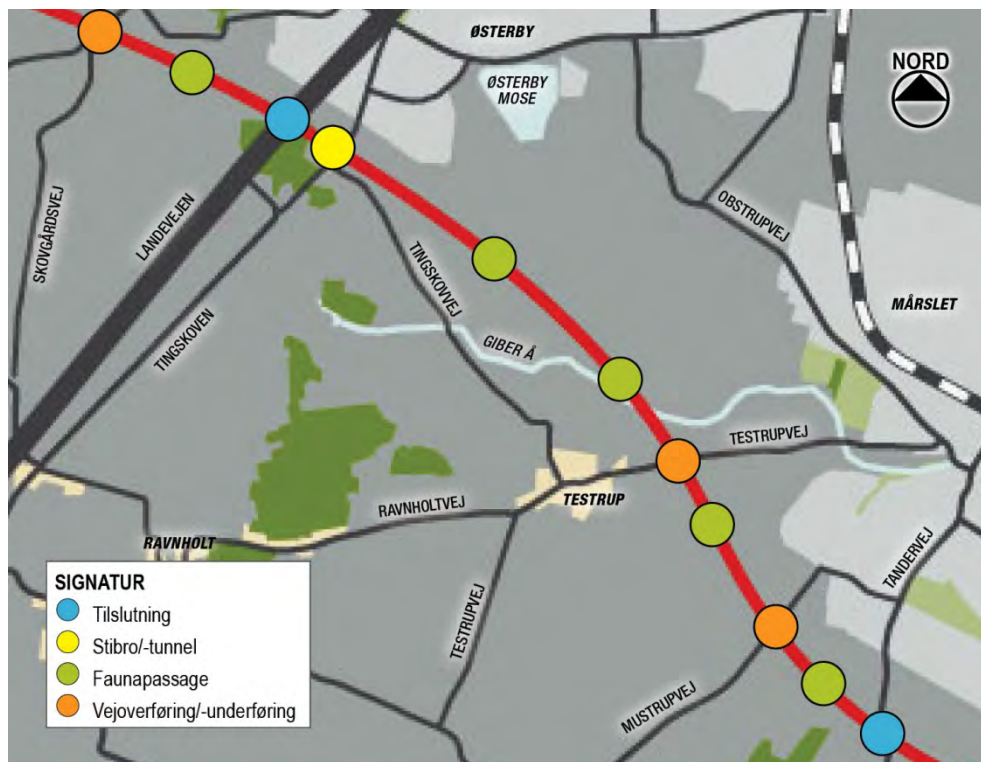 ØSTERBY
ØSTERBY
MOSE
NORD
SKOVGÅRDSVEJ
LANDEVEJEN
OBSTRUPVEJ
TINGSKOVEN
TINGSKOVVEJ
MÅRSLET
GIBER Å
TESTRUPVEJ
TESTRUP
RAVNHOLTVEJ
RAVNHOLT
TANDERVEJ
TESTRUPVEJ
MUSTRUPVEJ
SIGNATUR
Tilslutning
Stibro/-tunnel
Faunapassage
Vejoverføring/-underføring